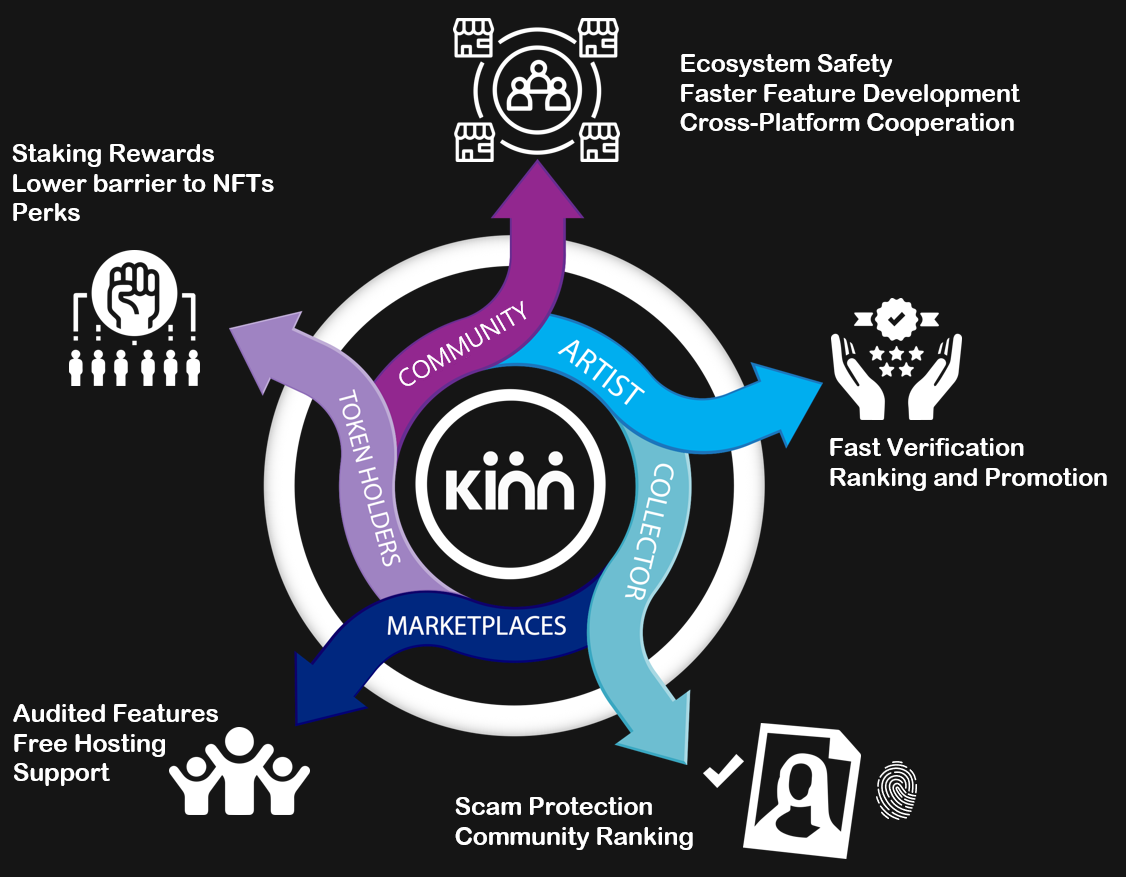 Ecosystem Safety
Faster Feature Development
Cross-Platform Cooperation
Staking Rewards
Lower barrier to NFTs
Perks
COMMUNITY
ARTIST
TOKEN HOLDERS
COLLECTOR
KINN
Fast Verification
Ranking and Promotion
MARKETPLACES
Audited Features
Free Hosting
Support
Scam Protection
Community Ranking